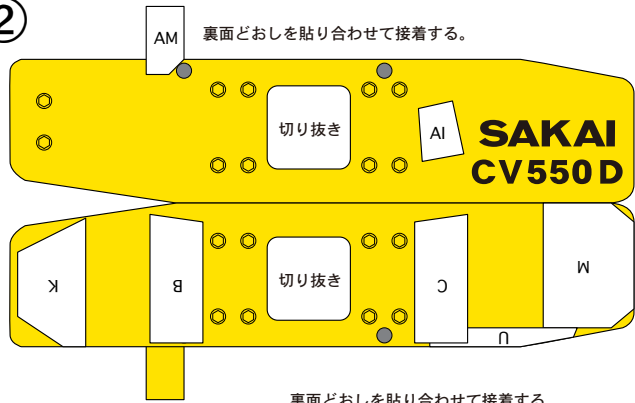 ②
AM
裏面どおしを貼り合わせて接着する。
切り抜き
AI
SAKAI
CV550D
K
B
切り抜き
C
M
U
裏面どおしを貼り合わせて接着する